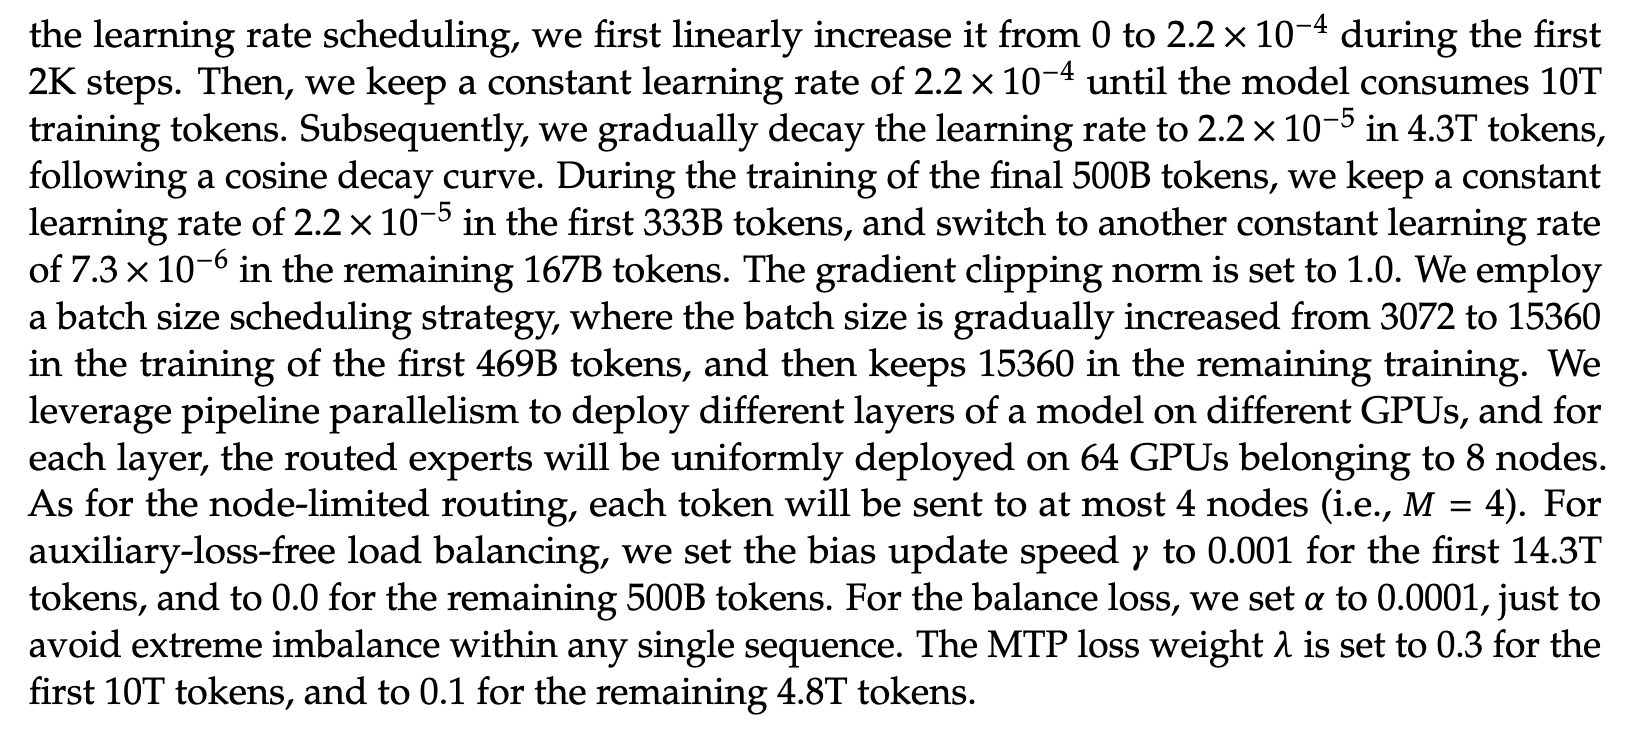 the learning rate scheduling, we first linearly increase it from 0 to 2.2 × 10⁻⁴ during the first
2K steps. Then, we keep a constant learning rate of 2.2 × 10⁻⁴ until the model consumes 10T
training tokens. Subsequently, we gradually decay the learning rate to 2.2 × 10⁻⁵ in 4.3T tokens,
following a cosine decay curve. During the training of the final 500B tokens, we keep a constant
learning rate of 2.2 × 10⁻⁵ in the first 333B tokens, and switch to another constant learning rate
of 7.3 × 10⁻⁶ in the remaining 167B tokens. The gradient clipping norm is set to 1.0. We employ
a batch size scheduling strategy, where the batch size is gradually increased from 3072 to 15360
in the training of the first 469B tokens, and then keeps 15360 in the remaining training. We
leverage pipeline parallelism to deploy different layers of a model on different GPUs, and for
each layer, the routed experts will be uniformly deployed on 64 GPUs belonging to 8 nodes.
As for the node-limited routing, each token will be sent to at most 4 nodes (i.e., M = 4). For
auxiliary-loss-free load balancing, we set the bias update speed γ to 0.001 for the first 14.3T
tokens, and to 0.0 for the remaining 500B tokens. For the balance loss, we set α to 0.0001, just to
avoid extreme imbalance within any single sequence. The MTP loss weight λ is set to 0.3 for the
first 10T tokens, and to 0.1 for the remaining 4.8T tokens.